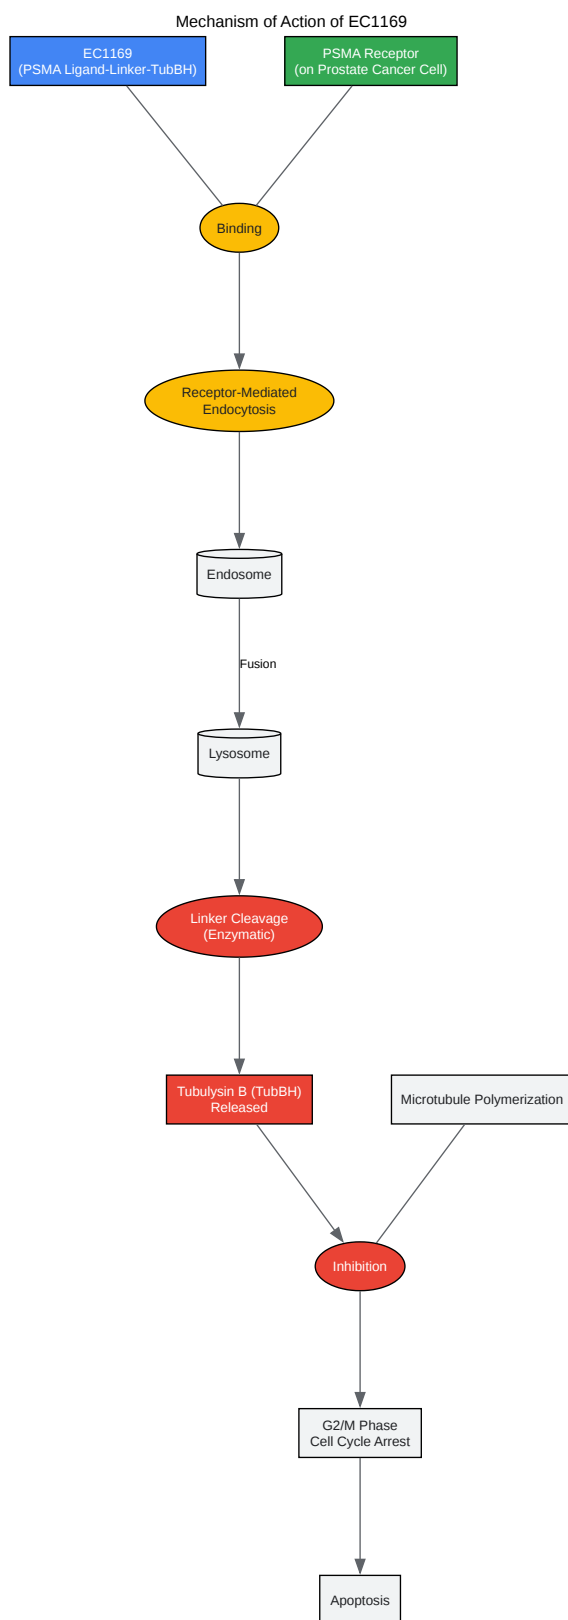 Mechanism of Action of EC1169
EC1169
(PSMA Ligand-Linker-TubBH)
PSMA Receptor
(on Prostate Cancer Cell)
Binding
Receptor-Mediated
Endocytosis
Endosome
Fusion
Lysosome
Linker Cleavage
(Enzymatic)
Tubulysin B (TubBH)
Released
Microtubule Polymerization
Inhibition
G2/M Phase
Cell Cycle Arrest
Apoptosis